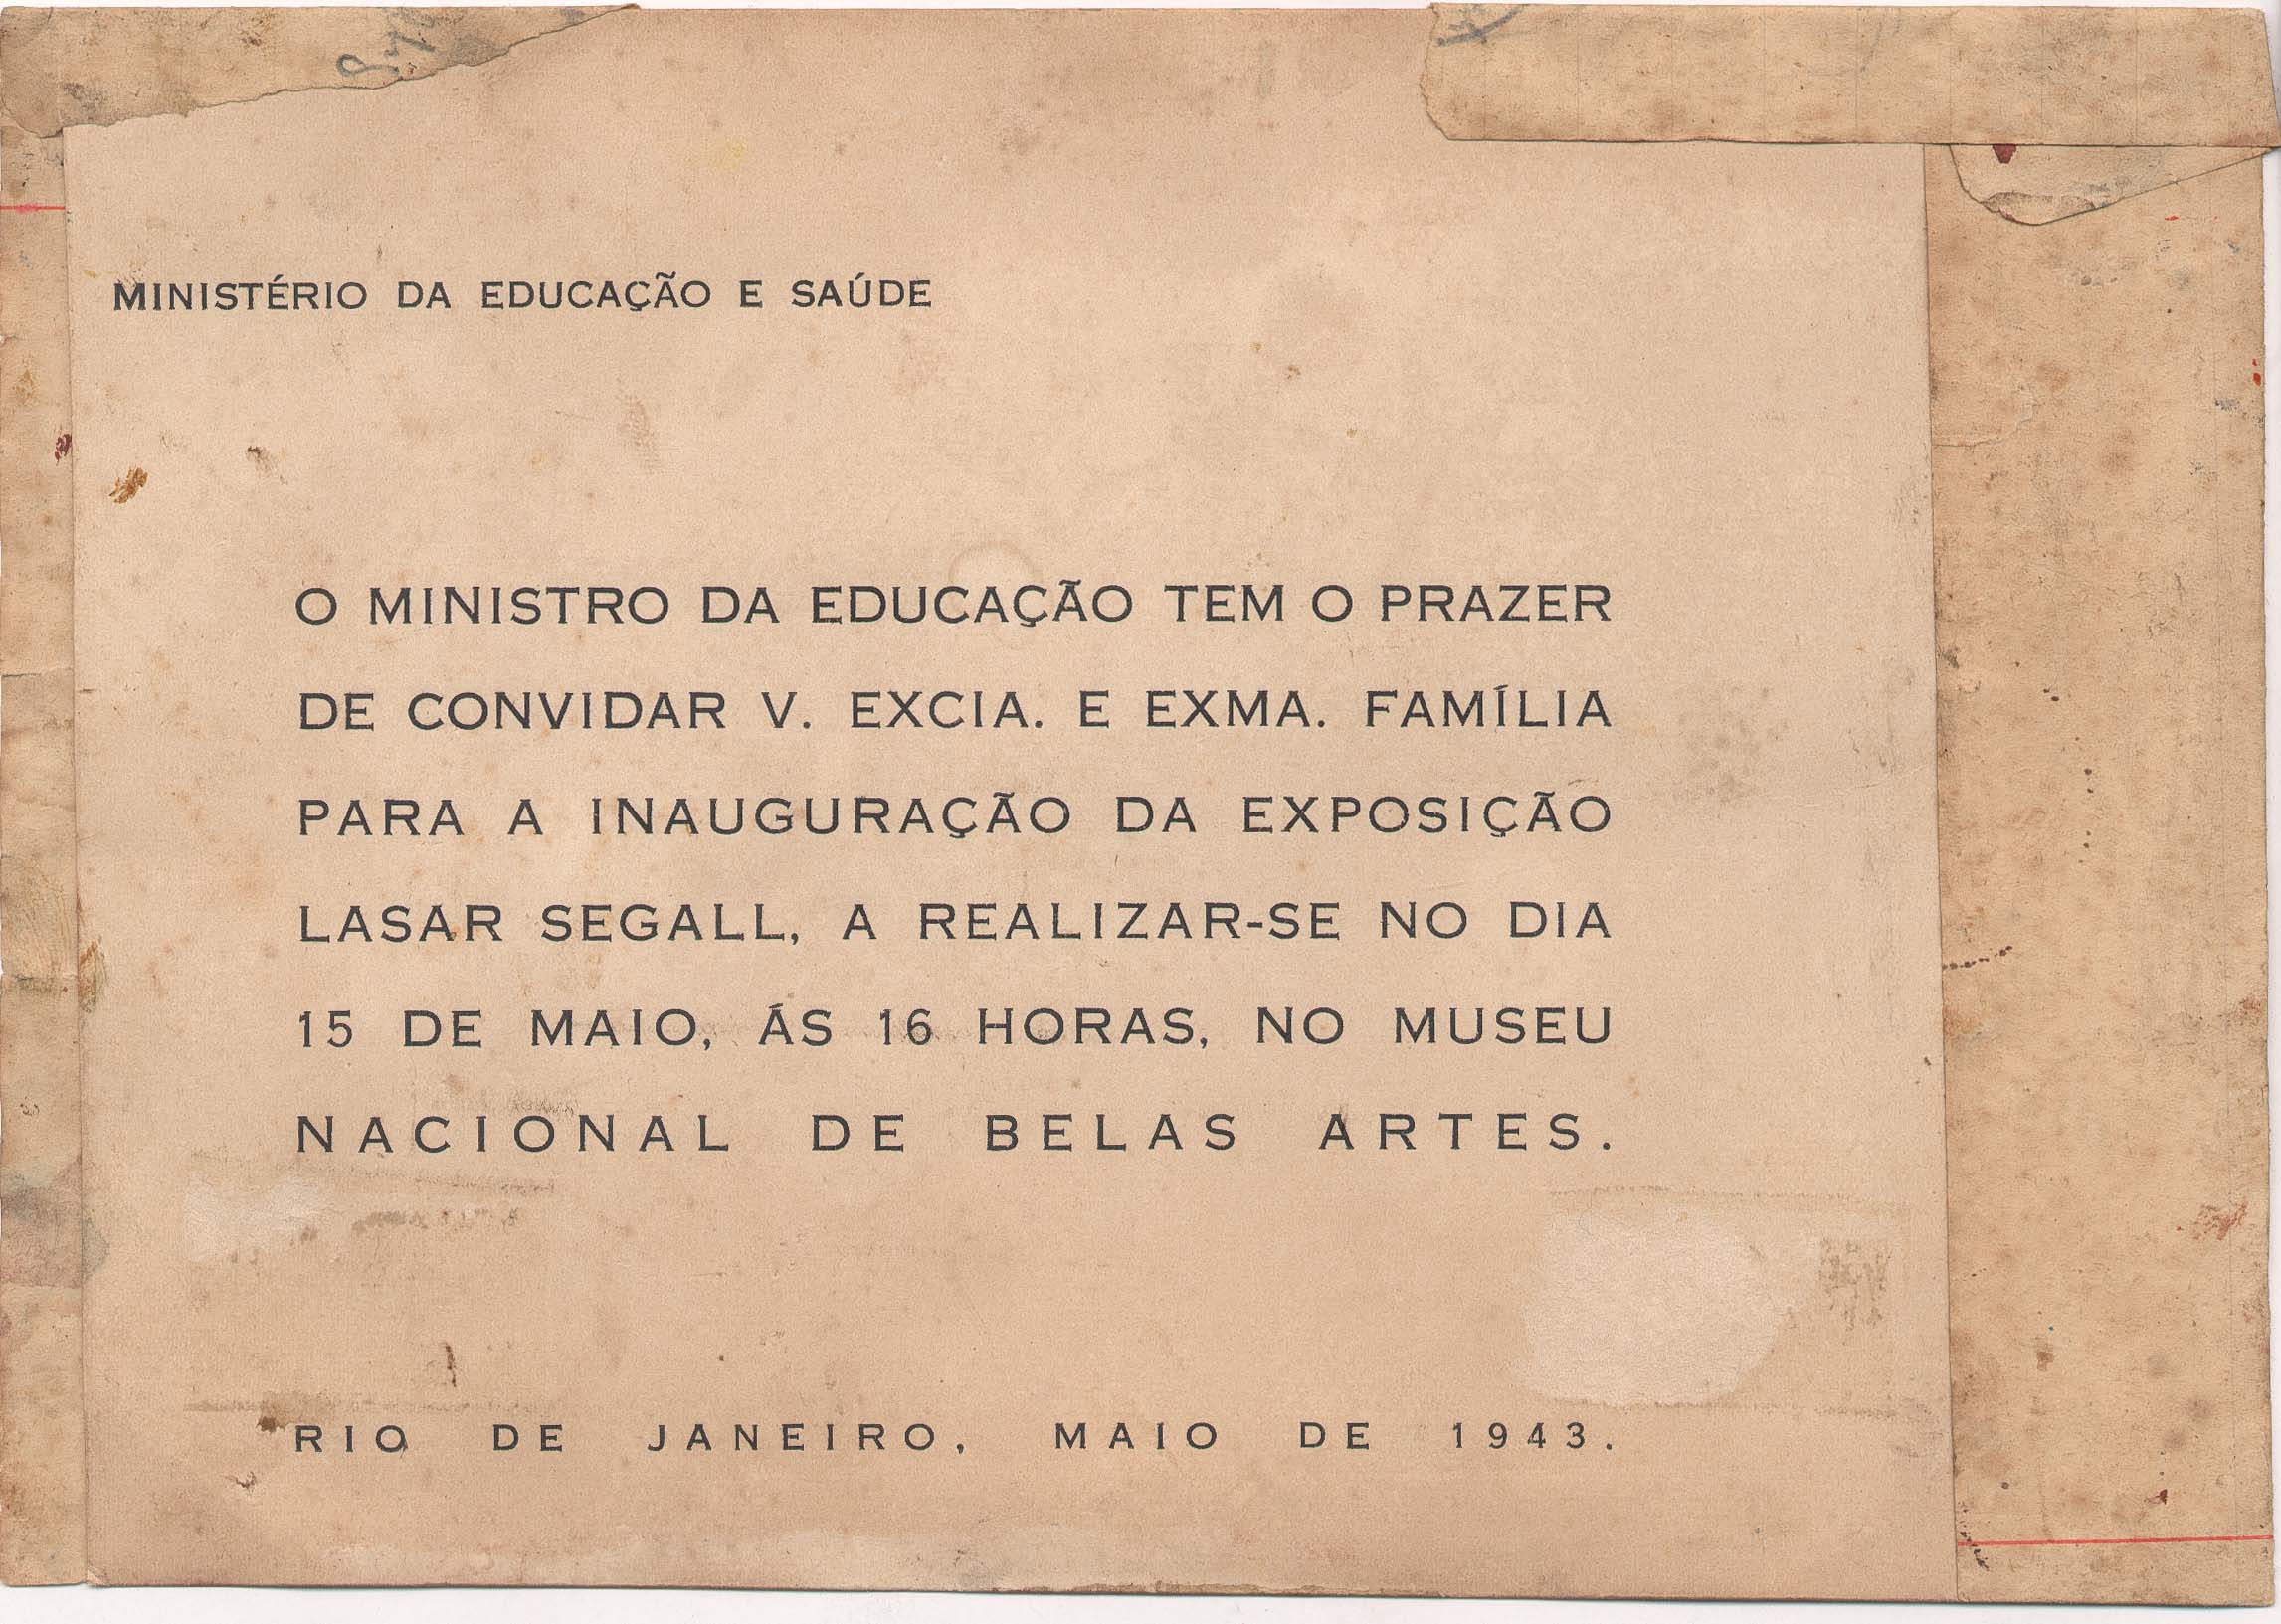 MINISTÉRIO DA EDUCAÇÃO E SAÚDE
O MINISTRO DA EDUCAÇÃO TEM O PRAZER
DE CONVIDAR V. EXCIA. E EXMA. FAMÍLIA
PARA A INAUGURAÇÃO DA EXPOSIÇÃO
LASAR SEGALL, A REALIZAR-SE NO DIA
15 DE MAIO, ÁS 16 HORAS, NO MUSEU
NACIONAL DE BELAS ARTES.
RIO DE JANEIRO, MAIO DE 1943.